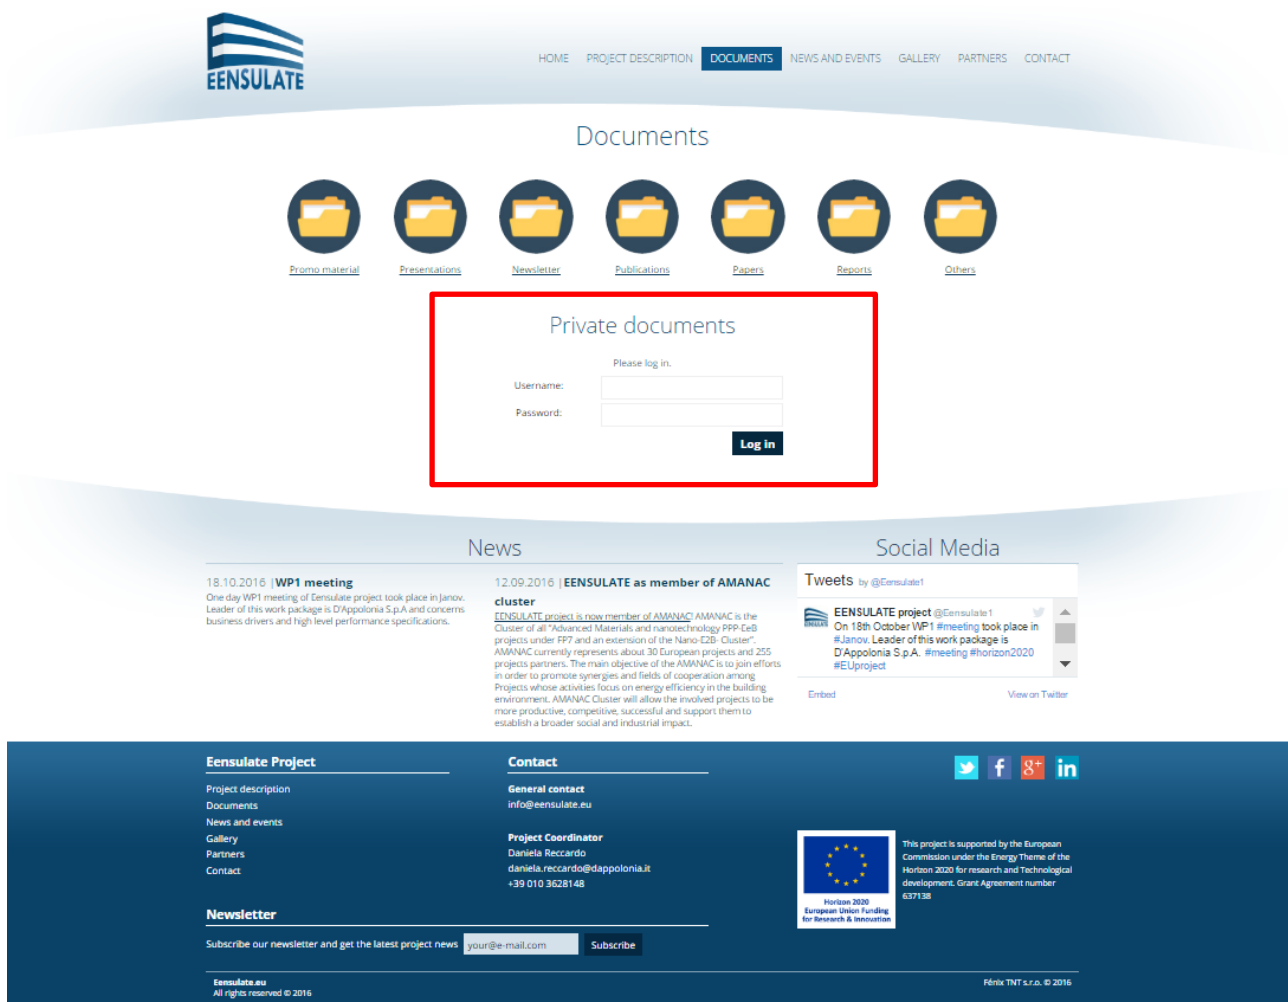 EENSULATE
HOME PROJECT DESCRIPTION DOCUMENTS NEWS AND EVENTS GALLERY PARTNERS CONTACT
Documents
Promo material Presentations Newsletter Publications Papers Reports Others
Private documents
Please log in.
Username:
Password:
Log in
News
18.10.2016 | WP1 meeting
One day WP1 meeting of Eensulate project took place in Janov.
Leader of this work package is D'Appolonia S.p.A and concerns
business drivers and high level performance specifications.
12.09.2016 | EENSULATE as member of AMANAC
cluster
EENSULATE project is now member of AMANAC! AMANAC is the
Cluster of all "Advanced Materials and nanotechnology PPP-EeB
projects under FP7 and an extension of the Nano-E2B- Cluster".
AMANAC currently represents about 30 European projects and 255
projects partners. The main objective of the AMANAC is to join efforts
in order to promote synergies and fields of cooperation among
Projects whose activities focus on energy efficiency in the building
environment. AMANAC Cluster will allow the involved projects to be
more productive, competitive, successful and support them to
establish a broader social and industrial impact.
Social Media
Tweets by @Eensulate1
EENSULATE
EENSULATE project @Eensulate1
On 18th October WP1 #meeting took place in
#Janov. Leader of this work package is
D'Appolonia S.p.A. #meeting #horizon2020
#EUproject
Embed View on Twitter
Eensulate Project
Project description
Documents
News and events
Gallery
Partners
Contact
Contact
General contact
info@eensulate.eu
Project Coordinator
Daniela Reccardo
daniela.reccardo@dappolonia.it
+39 010 3628148
f 8+ in
Horizon 2020
European Union Funding
for Research & Innovation
This project is supported by the European
Commission under the Energy Theme of the
Horizon 2020 for research and Technological
development. Grant Agreement number
637138
Newsletter
Subscribe our newsletter and get the latest project news your@e-mail.com Subscribe
Eensulate.eu
All rights reserved © 2016
Fénix TNT s.r.o. © 2016